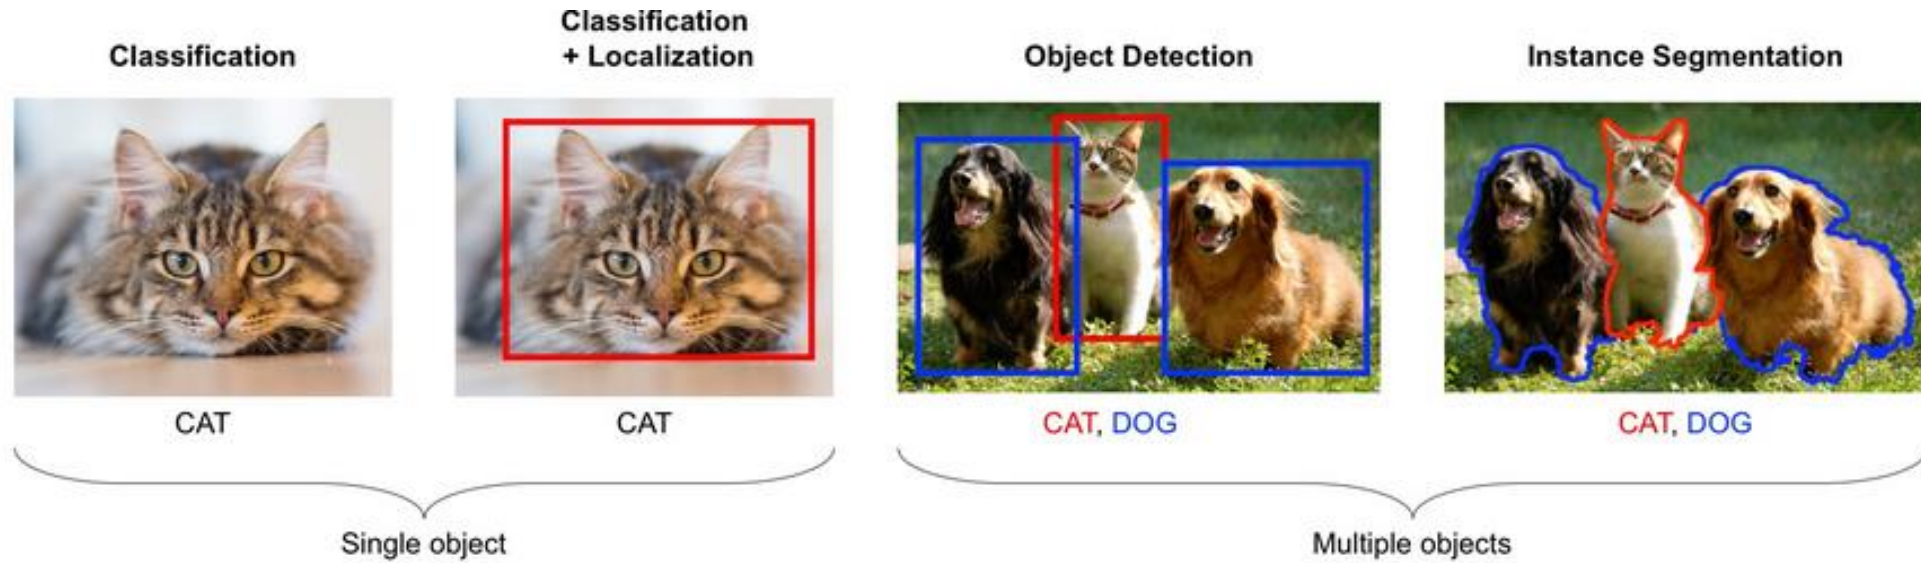 Classification
Classification
+ Localization
Object Detection
Instance Segmentation
CAT
CAT
CAT, DOG
CAT, DOG
Single object
Multiple objects